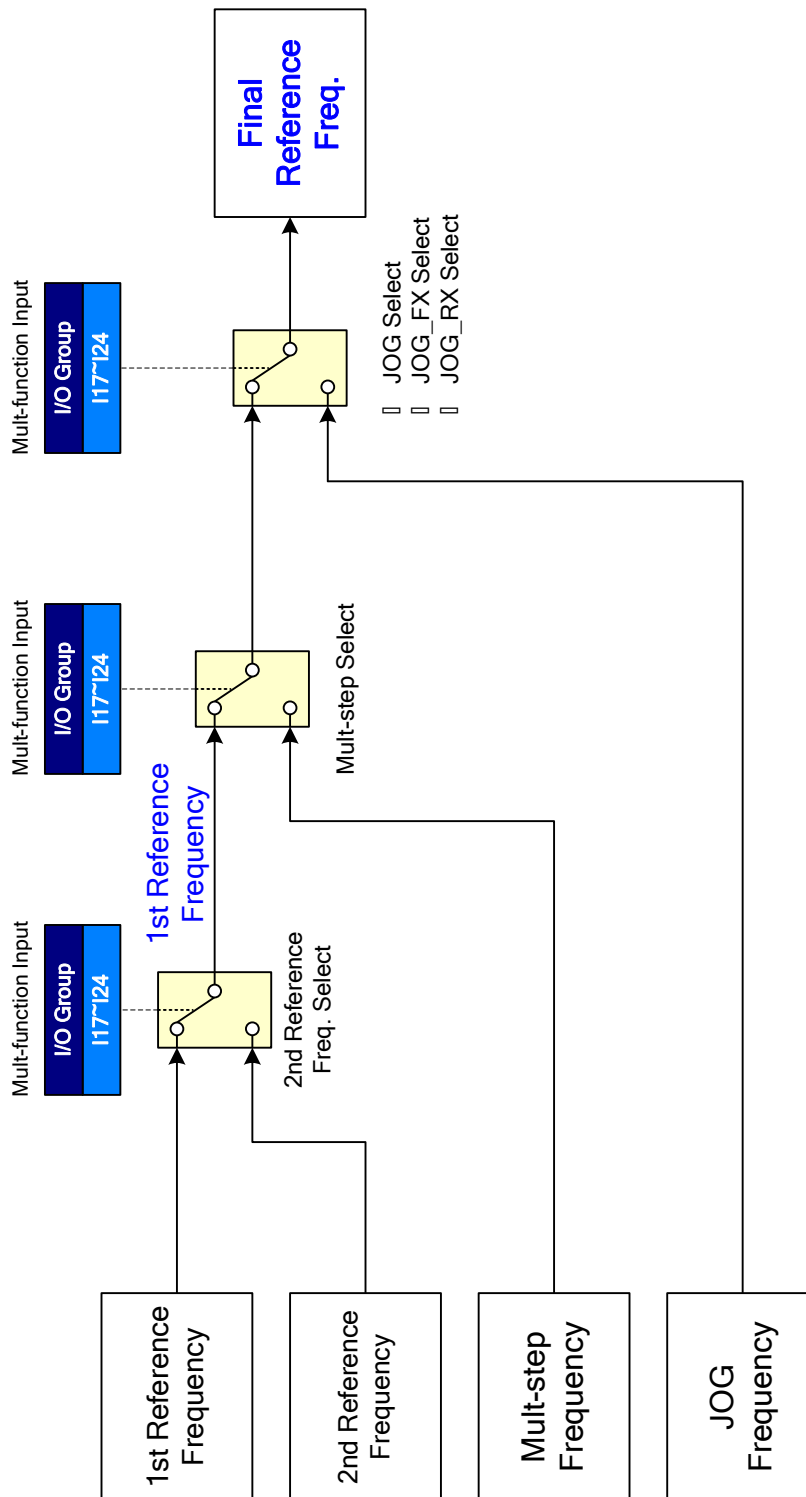 Mult-function Input
I/O Group
I17~I24
Mult-function Input
I/O Group
I17~I24
Mult-function Input
I/O Group
I17~I24
1st Reference
Frequency
2nd Reference
Freq. Select
Mult-step Select
JOG Select
JOG_FX Select
JOG_RX Select
Final
Reference
Freq.
1st Reference
Frequency
2nd Reference
Frequency
Mult-step
Frequency
JOG
Frequency